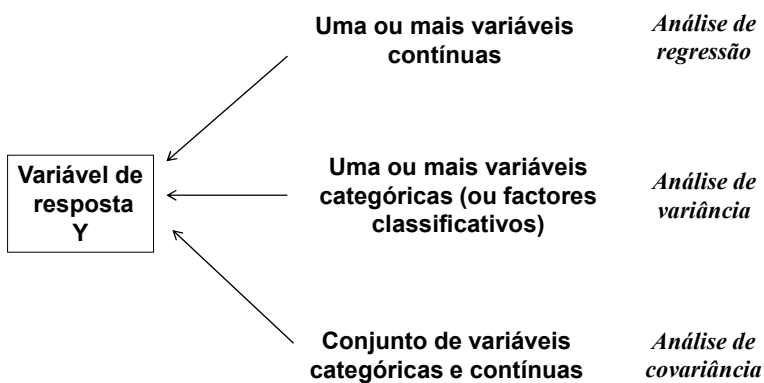 Uma ou mais variáveis
contínuas
Análise de
regressão
Variável de
resposta
Y
Uma ou mais variáveis
categóricas (ou factores
classificativos)
Análise de
variância
Conjunto de variáveis
categóricas e contínuas
Análise de
covariância